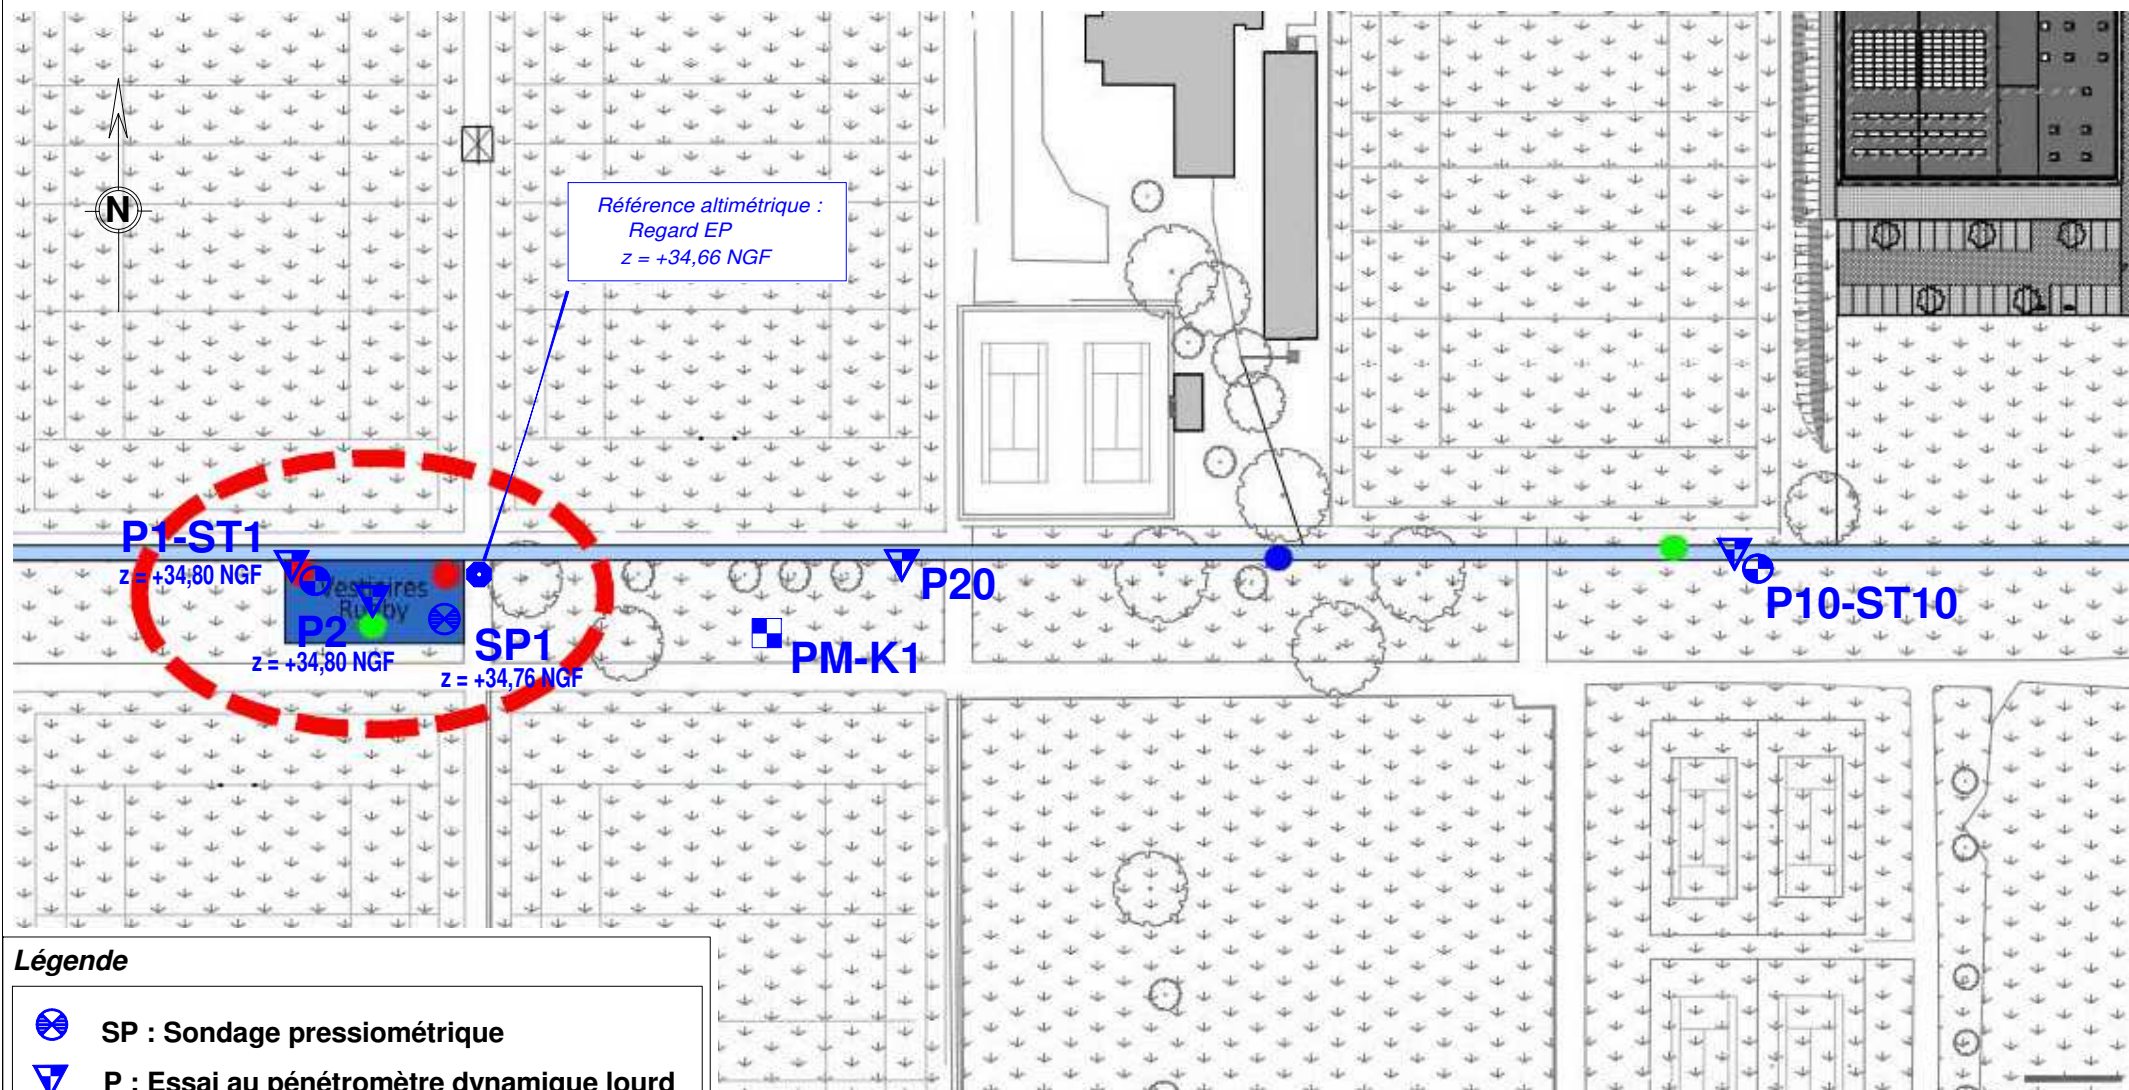 N
Référence altimétrique :
Regard EP
z = +34,66 NGF
P1-ST1
z = +34,80 NGF
Vestiaires
Rugby
P2
z = +34,80 NGF
SP1
z = +34,76 NGF
P20
PM-K1
P10-ST10
Légende
SP : Sondage pressiométrique
P : Essai au pénétromètre dynamique lourd